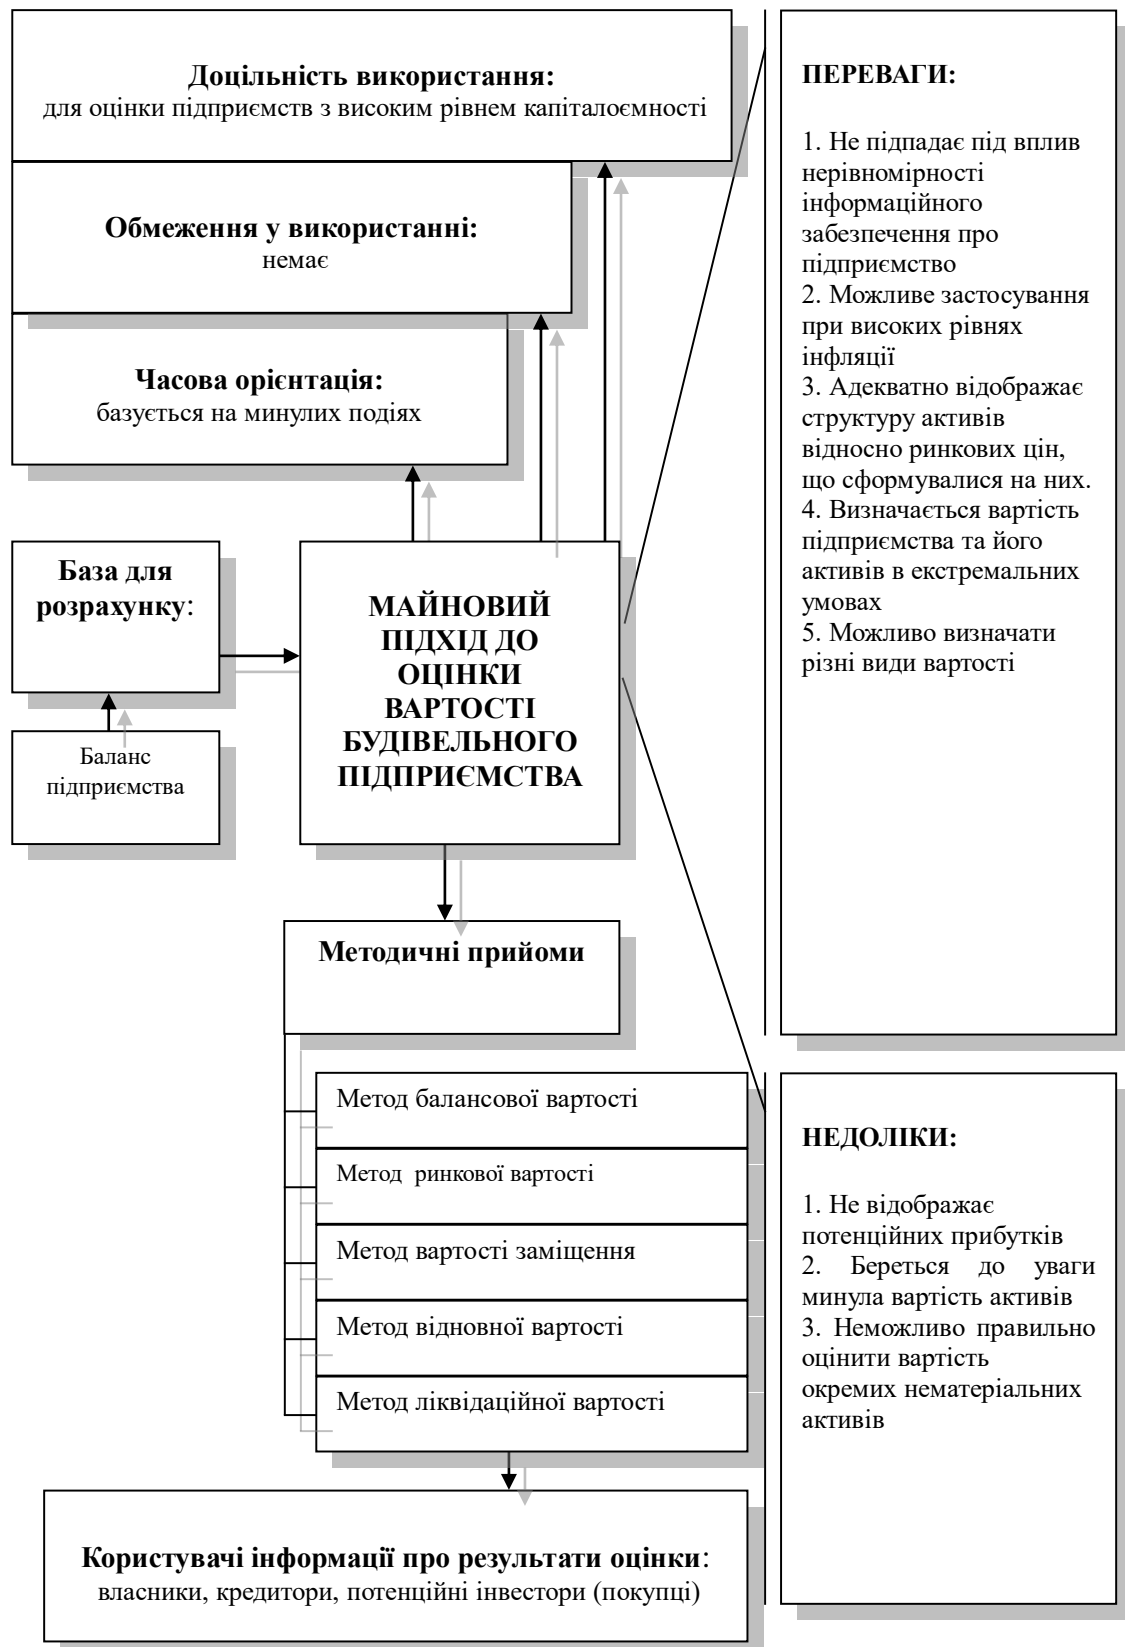 Доцільність використання:
для оцінки підприємств з високим рівнем капіталоємності
Обмеження у використанні:
немає
Часова орієнтація:
базується на минулих подіях
База для
розрахунку:
Баланс
підприємства
МАЙНОВИЙ
ПІДХІД ДО
ОЦІНКИ
ВАРТОСТІ
БУДІВЕЛЬНОГО
ПІДПРИЄМСТВА
Методичні прийоми
Метод балансової вартості
Метод ринкової вартості
Метод вартості заміщення
Метод відновної вартості
Метод ліквідаційної вартості
Користувачі інформації про результати оцінки:
власники, кредитори, потенційні інвестори (покупці)
ПЕРЕВАГИ:
1. Не підпадає під вплив
нерівномірності
інформаційного
забезпечення про
підприємство
2. Можливе застосування
при високих рівнях
інфляції
3. Адекватно відображає
структуру активів
відносно ринкових цін,
що сформувалися на них.
4. Визначається вартість
підприємства та його
активів в екстремальних
умовах
5. Можливо визначати
різні види вартості
НЕДОЛІКИ:
1. Не відображає
потенційних прибутків
2. Береться до уваги
минула вартість активів
3. Неможливо правильно
оцінити вартість
окремих нематеріальних
активів